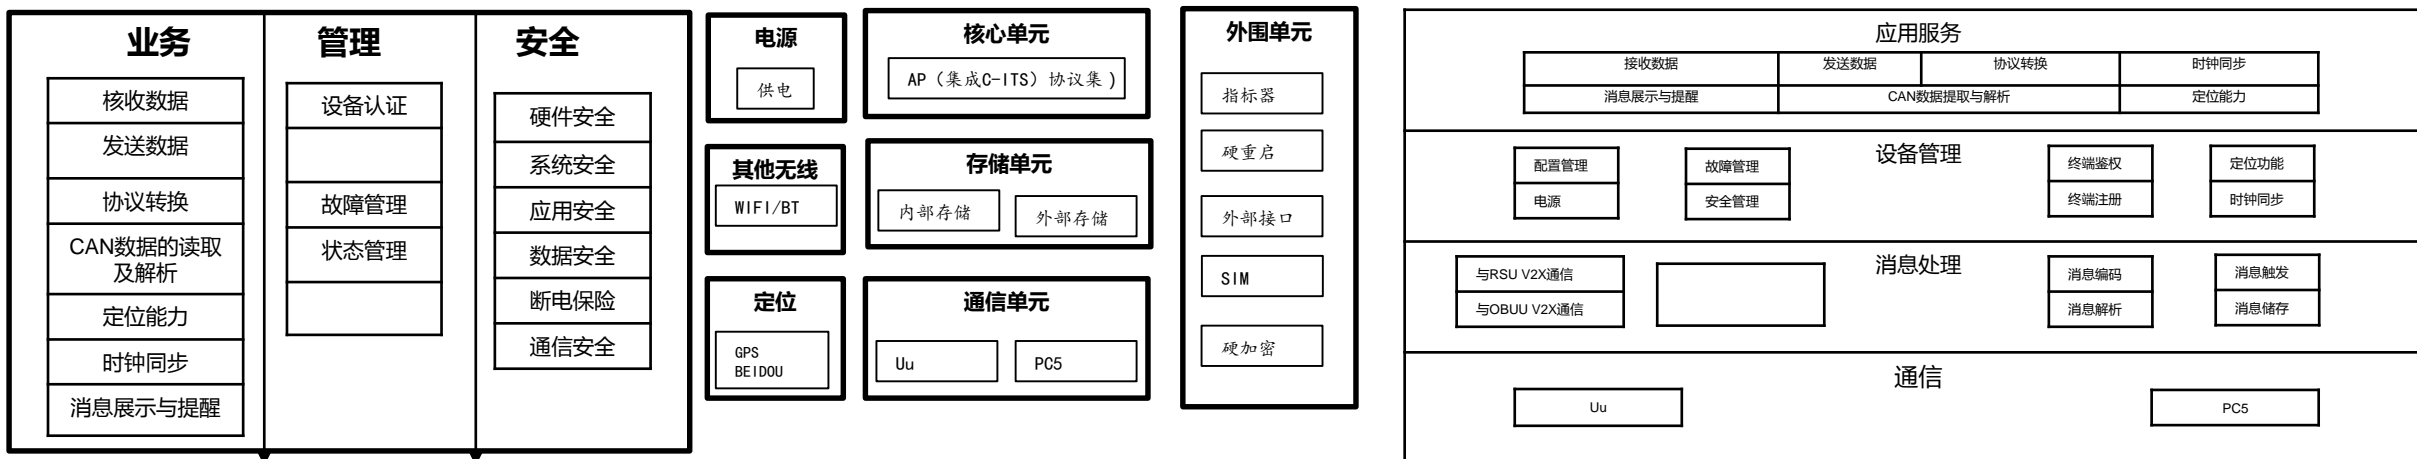 业务
核收数据
发送数据
协议转换
CAN数据的读取
及解析
定位能力
时钟同步
消息展示与提醒
管理
设备认证
故障管理
状态管理
安全
硬件安全
系统安全
应用安全
数据安全
断电保险
通信安全
电源
供电
核心单元
AP（集成C-ITS）协议集)
其他无线
WIFI/BT
存储单元
内部存储
外部存储
定位
GPS
BEIDOU
通信单元
Uu
PC5
外围单元
指标器
硬重启
外部接口
SIM
硬加密
应用服务
接收数据
发送数据
协议转换
时钟同步
消息展示与提醒
CAN数据提取与解析
定位能力
设备管理
配置管理
电源
故障管理
安全管理
终端鉴权
终端注册
定位功能
时钟同步
消息处理
与RSU V2X通信
与OBUU V2X通信
消息编码
消息解析
消息触发
消息储存
通信
Uu
PC5